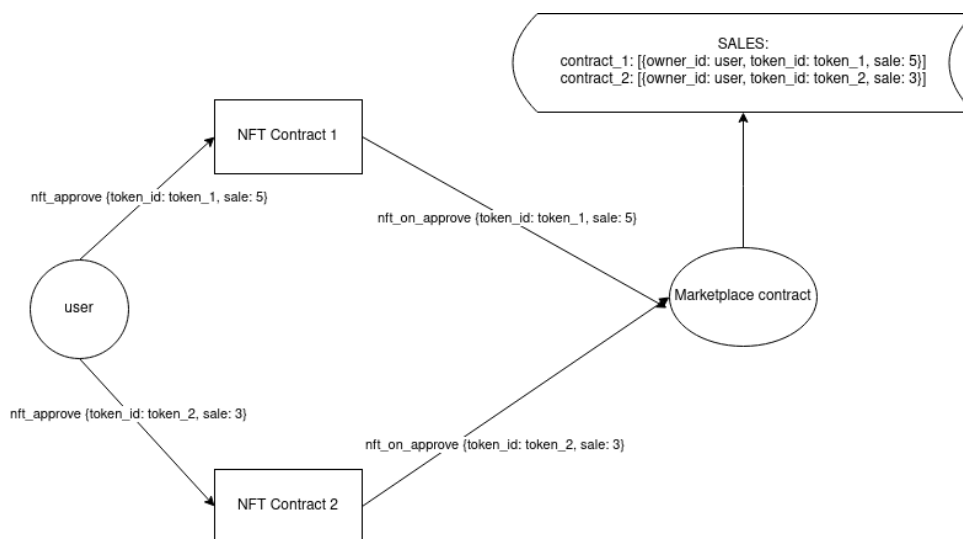 SALES:
contract_1: [{owner_id: user, token_id: token_1, sale: 5}]
contract_2: [{owner_id: user, token_id: token_2, sale: 3}]
NFT Contract 1
nft_approve {token_id: token_1, sale: 5}
nft_on_approve {token_id: token_1, sale: 5}
user
Marketplace contract
nft_approve {token_id: token_2, sale: 3}
nft_on_approve {token_id: token_2, sale: 3}
NFT Contract 2